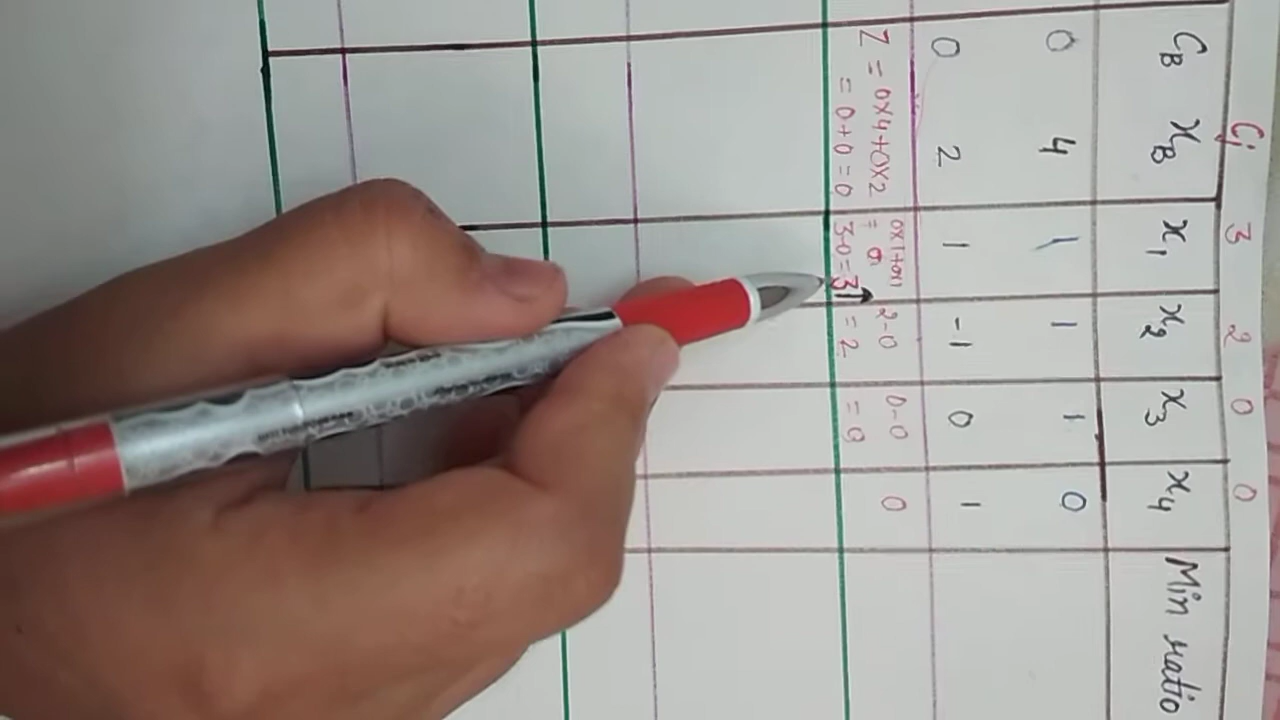 Cj 3 2 0 0
CB xB x1 x2 x3 x4 Min ratio
0 4 1 1 1 0
0 2 1 -1 0 1
Z = 0x4+0x2 0x1+0x1 2-0 0-0 0
= 0+0 = 0 = 0 = 2 = 0
3-0=3